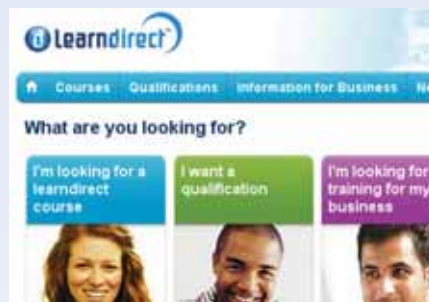 learndirect
Courses Qualifications Information for Business
What are you looking for?
I'm looking for a
learndirect
course
I want a
qualification
I'm looking for
training for my
business